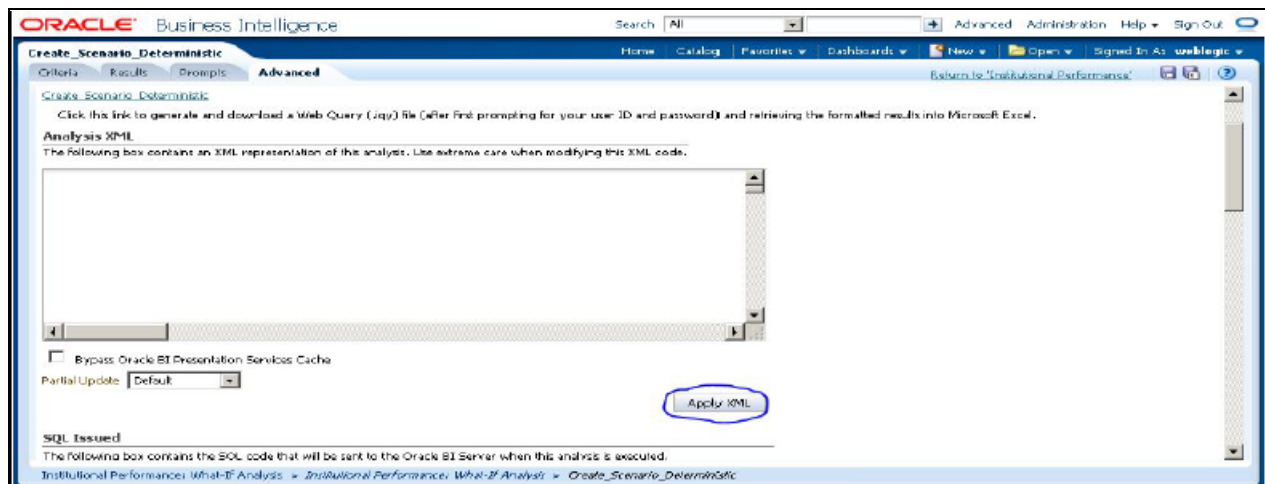 ORACLE Business Intelligence Search All Advanced Administration Help Sign Out
Create_Scenario_Deterministic Home Catalog Favorites Dashboards New Open Signed In As weblogic
Criteria Results Prompts Advanced Return to 'Institutional Performance'
Create_Scenario_Deterministic
Click this link to generate and download a Web Query (.iqy) file (after first prompting for your user ID and password) and retrieving the formatted results into Microsoft Excel.
Analysis XML
The following box contains an XML representation of this analysis. Use extreme care when modifying this XML code.
Bypass Oracle BI Presentation Services Cache
Partial Update Default
Apply XML
SQL Issued
The following box contains the SQL code that will be sent to the Oracle BI Server when this analysis is executed.
Institutional Performance: What-If Analysis > Institutional Performance: What-If Analysis > Create_Scenario_Deterministic